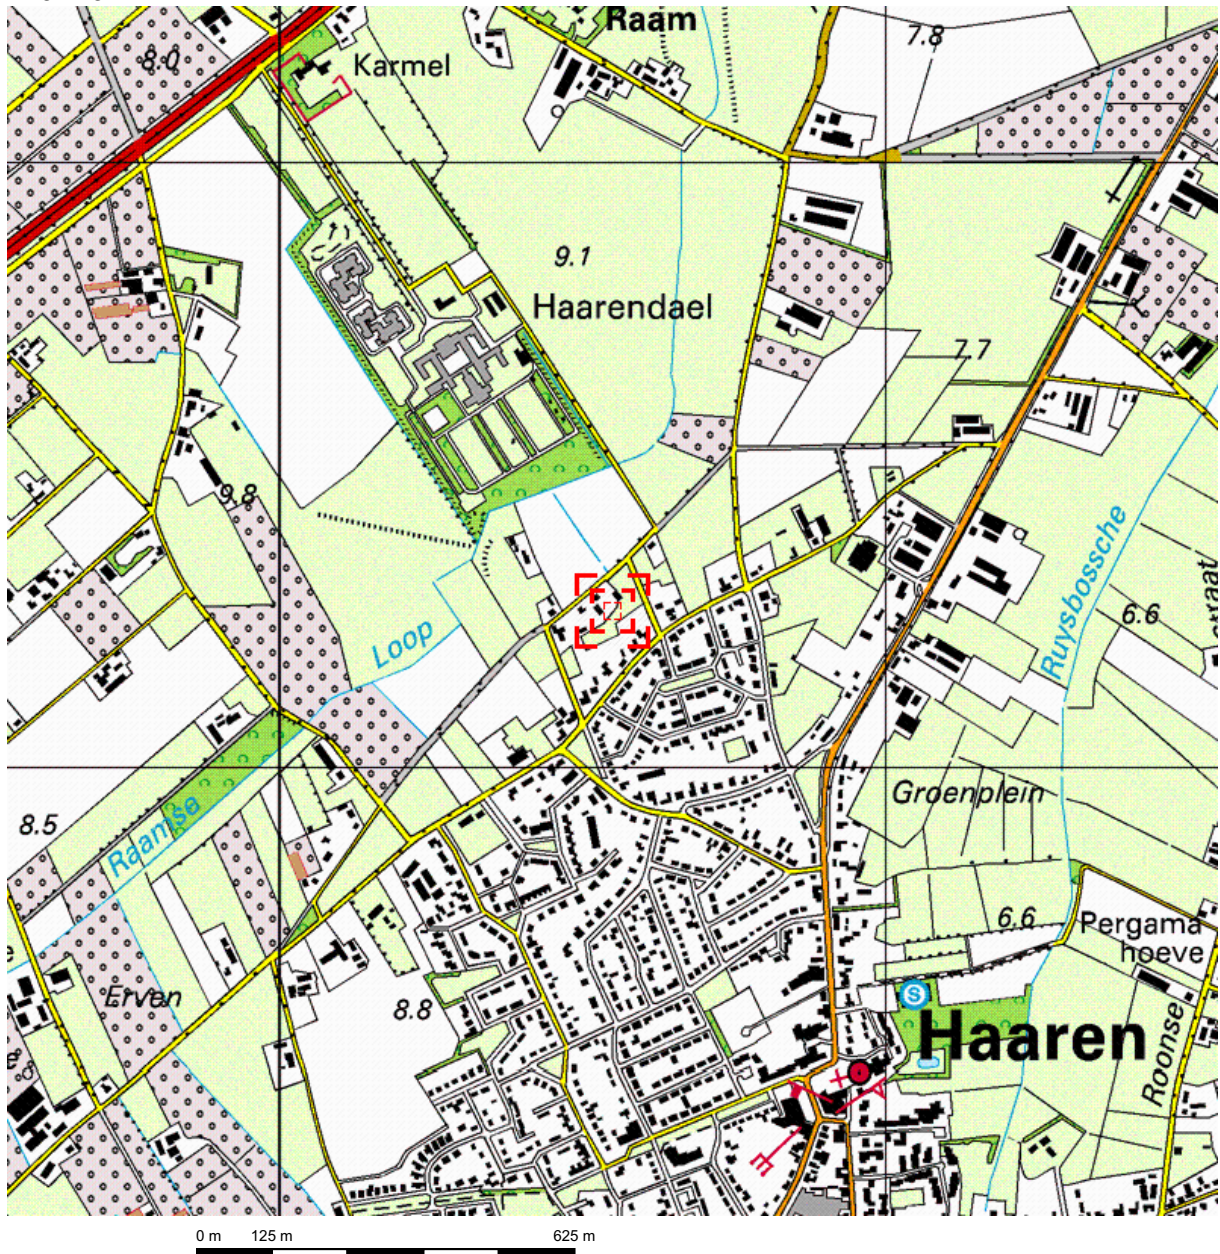 Raam
7.8
8.0
Karmel
9.1
Haarendael
7.7
9.8
Ruysbossche
straat
6.6
Loop
Groenplein
8.5
Raamse
6.6
Pergama
hoeve
e
Erven
8.8
S
Haaren
Roonse
0 m 125 m 625 m